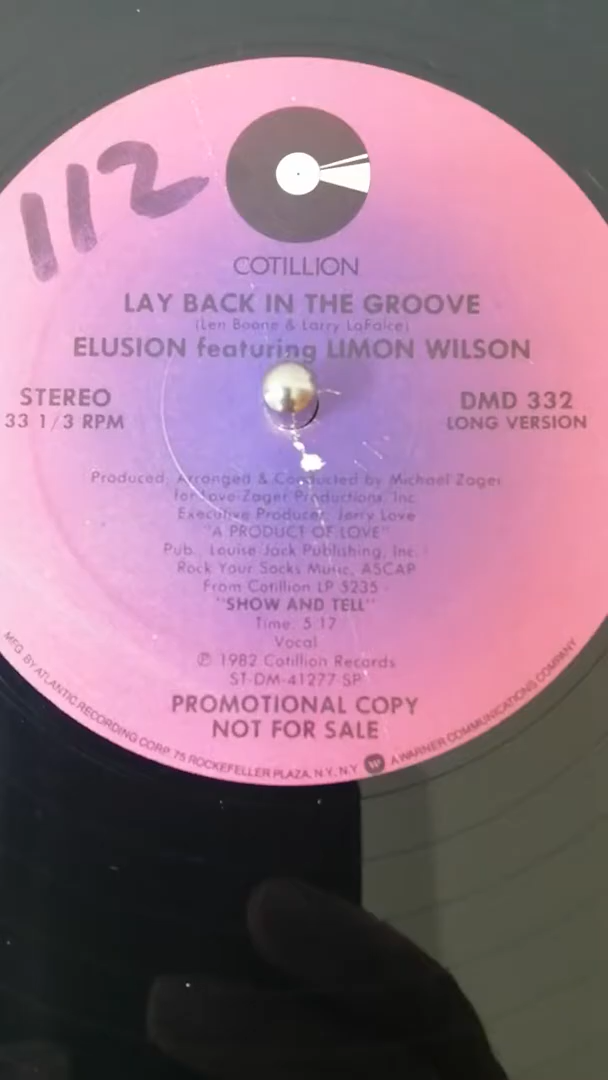 112
COTILLION
LAY BACK IN THE GROOVE
(Len Boone & Larry LaFalce)
ELUSION featuring LIMON WILSON
STEREO
33 1/3 RPM
DMD 332
LONG VERSION
Produced, Arranged & Conducted by Michael Zager
for Love-Zager Productions, Inc.
Executive Producer: Jerry Love
"A PRODUCT OF LOVE"
Pub., Louise Jack Publishing, Inc.
Rock Your Socks Music, ASCAP
From Cotillion LP 5235
"SHOW AND TELL"
Time: 5:17
Vocal
℗ 1982 Cotillion Records
ST-DM-41277 SP
PROMOTIONAL COPY
NOT FOR SALE
MFG. BY ATLANTIC RECORDING CORP. 75 ROCKEFELLER PLAZA, N.Y., N.Y. W A WARNER COMMUNICATIONS COMPANY